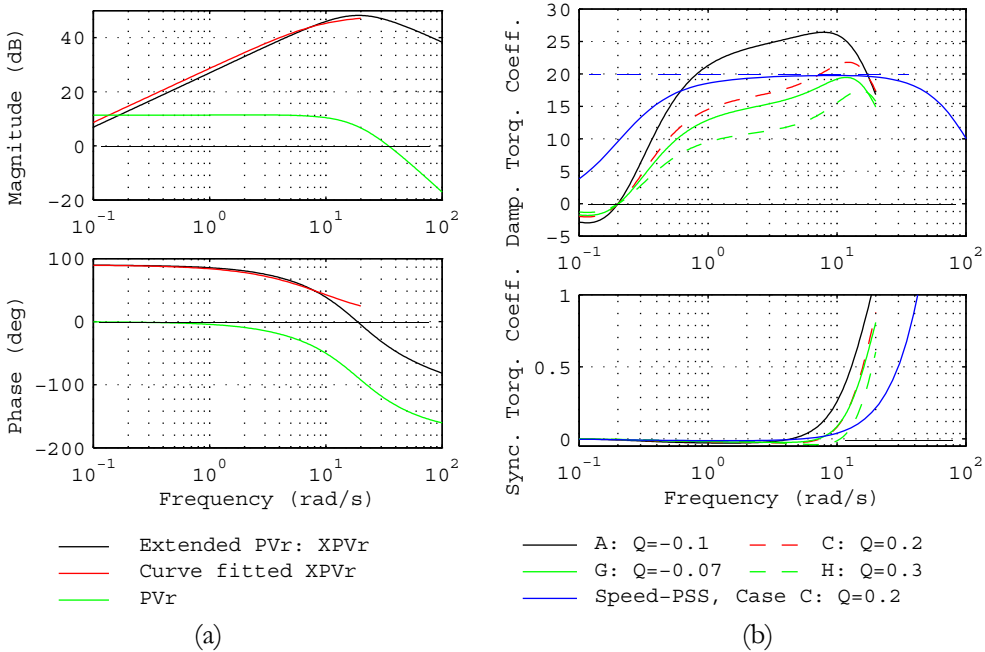 Magnitude (dB)
40
20
0
-20
10^-1
10^0
10^1
10^2
Phase (deg)
100
0
-100
-200
10^-1
10^0
10^1
10^2
Frequency (rad/s)
Extended PVr: XPVr
Curve fitted XPVr
PVr
(a)
Damp. Torq. Coeff.
30
25
20
15
10
5
0
-5
10^-1
10^0
10^1
10^2
Sync. Torq. Coeff.
1
0.5
0
10^-1
10^0
10^1
10^2
Frequency (rad/s)
A: Q=-0.1
C: Q=0.2
G: Q=-0.07
H: Q=0.3
Speed-PSS, Case C: Q=0.2
(b)